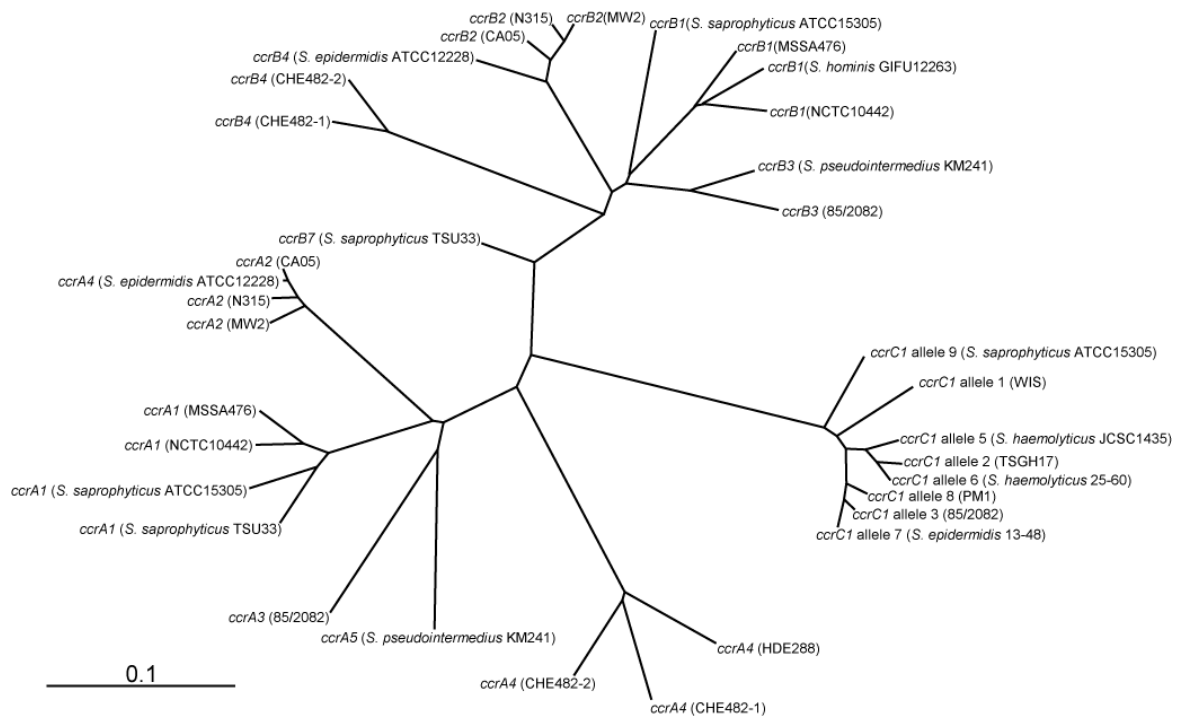 ccrB2 (N315)
ccrB2(MW2)
ccrB1(S. saprophyticus ATCC15305)
ccrB2 (CA05)
ccrB1(MSSA476)
ccrB4 (S. epidermidis ATCC12228)
ccrB1(S. hominis GIFU12263)
ccrB4 (CHE482-2)
ccrB1(NCTC10442)
ccrB4 (CHE482-1)
ccrB3 (S. pseudointermedius KM241)
ccrB3 (85/2082)
ccrB7 (S. saprophyticus TSU33)
ccrA2 (CA05)
ccrA4 (S. epidermidis ATCC12228)
ccrA2 (N315)
ccrA2 (MW2)
ccrC1 allele 9 (S. saprophyticus ATCC15305)
ccrC1 allele 1 (WIS)
ccrA1 (MSSA476)
ccrC1 allele 5 (S. haemolyticus JCSC1435)
ccrA1 (NCTC10442)
ccrC1 allele 2 (TSGH17)
ccrC1 allele 6 (S. haemolyticus 25-60)
ccrA1 (S. saprophyticus ATCC15305)
ccrC1 allele 8 (PM1)
ccrC1 allele 3 (85/2082)
ccrA1 (S. saprophyticus TSU33)
ccrC1 allele 7 (S. epidermidis 13-48)
ccrA3 (85/2082)
ccrA5 (S. pseudointermedius KM241)
ccrA4 (HDE288)
0.1
ccrA4 (CHE482-2)
ccrA4 (CHE482-1)